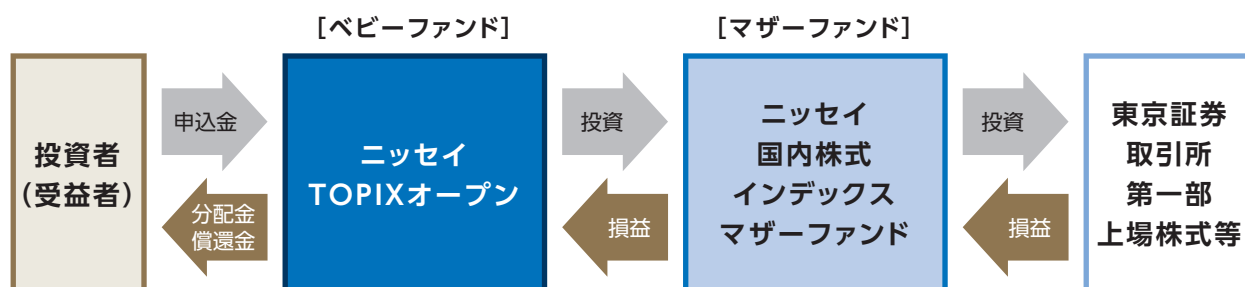 [ベビーファンド]
[マザーファンド]
投資者
(受益者)
申込金
分配金
償還金
ニッセイ
TOPIXオープン
投資
損益
ニッセイ
国内株式
インデックス
マザーファンド
投資
損益
東京証券
取引所
第一部
上場株式等